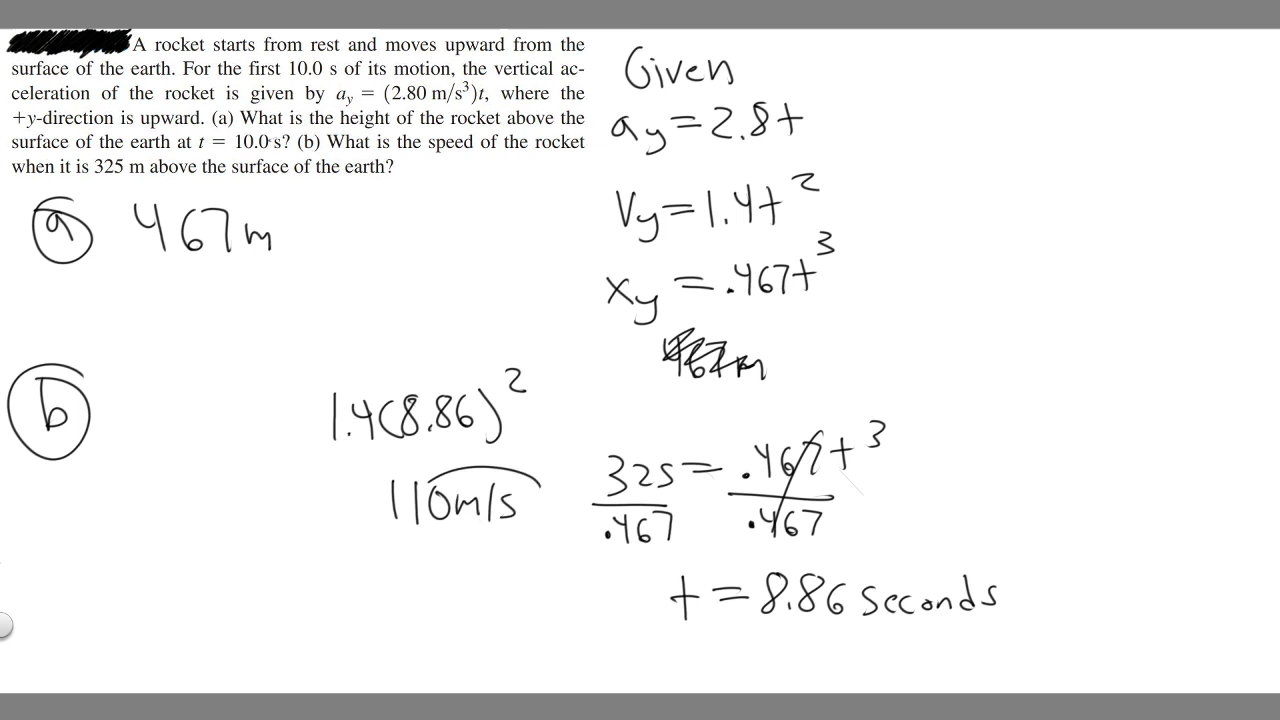 A rocket starts from rest and moves upward from the
surface of the earth. For the first 10.0 s of its motion, the vertical ac-
celeration of the rocket is given by aᵧ = (2.80 m/s³)t, where the
+y-direction is upward. (a) What is the height of the rocket above the
surface of the earth at t = 10.0 s? (b) What is the speed of the rocket
when it is 325 m above the surface of the earth?
a 467m
b
1.4(8.86)²
110m/s
Given
ay=2.8t
Vy=1.4t²
xy=.467t³
325=.467t³
.467 .467
t=8.86 seconds